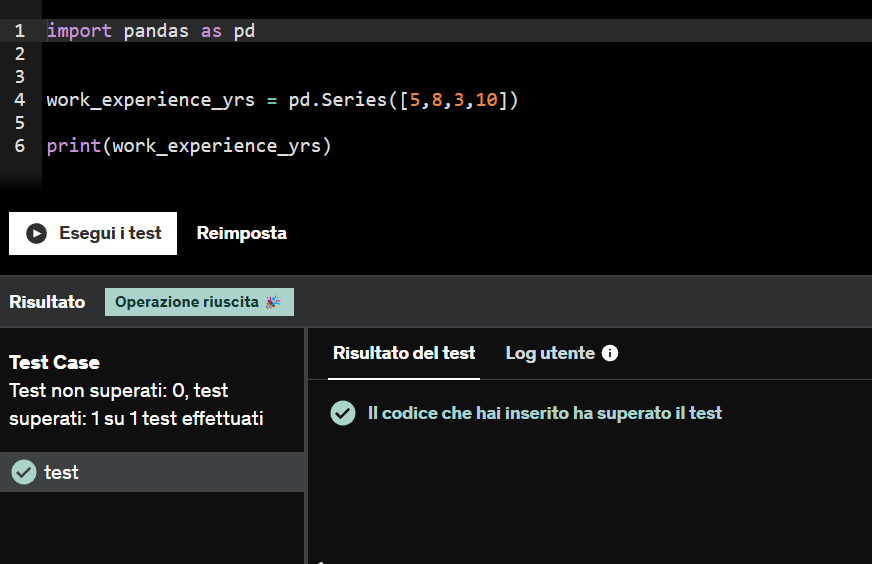 1 import pandas as pd
2
3
4 work_experience_yrs = pd.Series([5,8,3,10])
5
6 print(work_experience_yrs)
Esegui i test Reimposta
Risultato Operazione riuscita 🎉
Test Case
Test non superati: 0, test
superati: 1 su 1 test effettuati
test
Risultato del test Log utente
Il codice che hai inserito ha superato il test